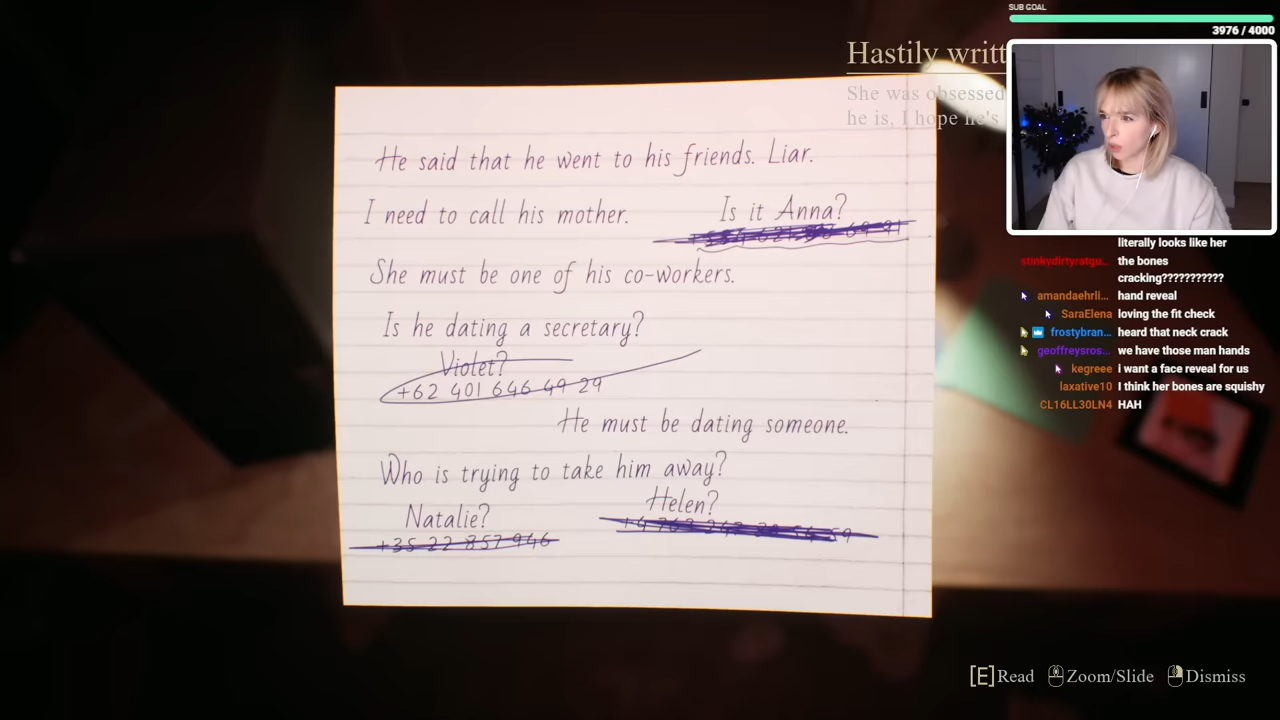 SUB GOAL
3976 / 4000
Hastily writt
She was obsessed
he is, I hope he's
He said that he went to his friends. Liar.
I need to call his mother.
Is it Anna?
She must be one of his co-workers.
Is he dating a secretary?
Violet?
+62 401 646 49 29
He must be dating someone.
Who is trying to take him away?
Natalie?
Helen?
+35 22 857 946
literally looks like her
stinkydirtyratgu... the bones
cracking???????????
amandaehrli... hand reveal
SaraElena loving the fit check
frostybran... heard that neck crack
geoffreysros... we have those man hands
kegreee i want a face reveal for us
laxative10 I think her bones are squishy
CL16LL30LN4 HAH
[E]Read Zoom/Slide Dismiss